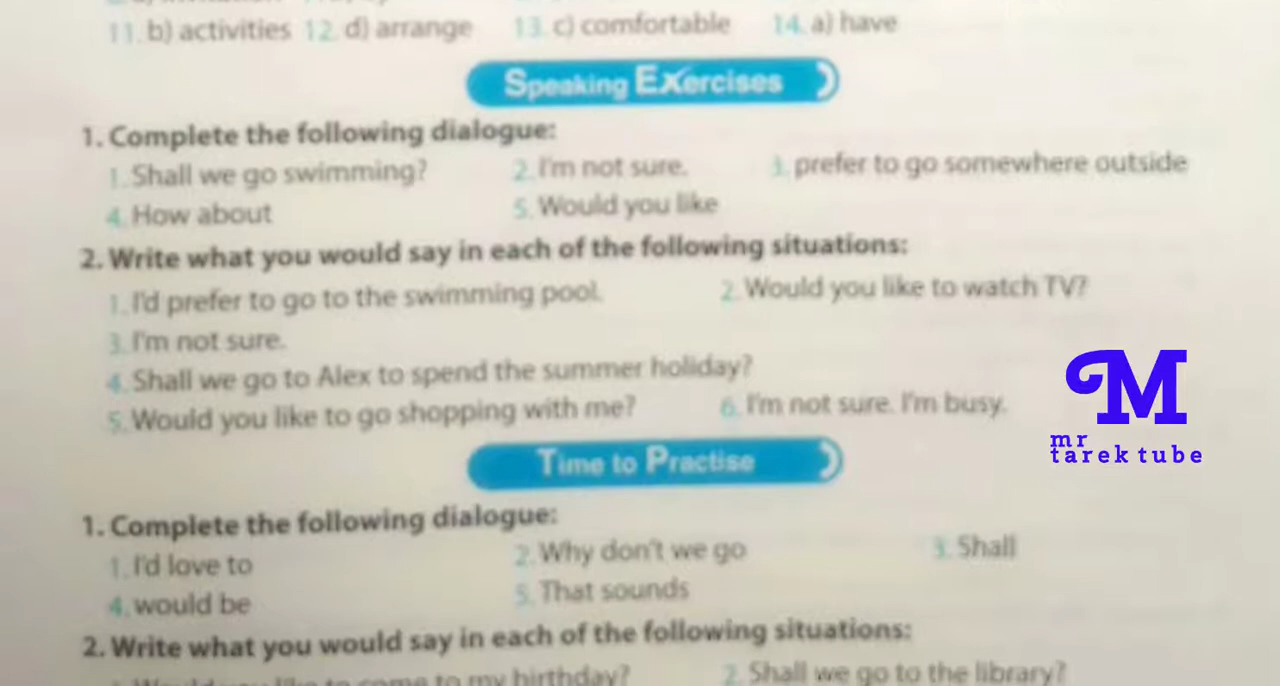 11. b) activities 12. d) arrange 13. c) comfortable 14. a) have
Speaking Exercises
1. Complete the following dialogue:
1. Shall we go swimming? 2. I'm not sure. 3. prefer to go somewhere outside
4. How about 5. Would you like
2. Write what you would say in each of the following situations:
1. I'd prefer to go to the swimming pool. 2. Would you like to watch TV?
3. I'm not sure.
4. Shall we go to Alex to spend the summer holiday?
5. Would you like to go shopping with me? 6. I'm not sure. I'm busy.
M
mr
tarek tube
Time to Practise
1. Complete the following dialogue:
1. I'd love to 2. Why don't we go 3. Shall
4. would be 5. That sounds
2. Write what you would say in each of the following situations:
1. Would you like to come to my birthday? 2. Shall we go to the library?